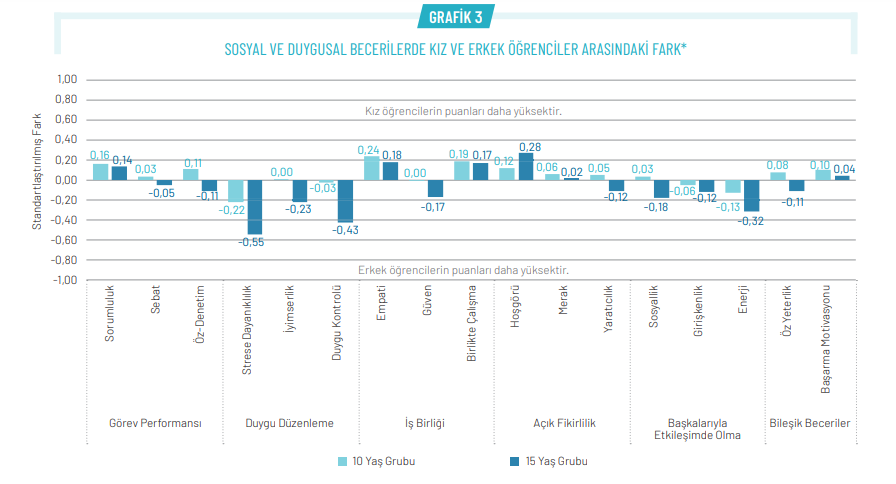 GRAFİK 3
SOSYAL VE DUYGUSAL BECERİLERDE KIZ VE ERKEK ÖĞRENCİLER ARASINDAKİ FARK*
Standartlaştırılmış Fark
1,00
0,80
0,60
0,40
0,20
0,00
-0,20
-0,40
-0,60
-0,80
-1,00
Kız öğrencilerin puanları daha yüksektir.
0,16
0,14
0,03
-0,05
0,11
-0,11
-0,22
-0,55
0,00
-0,23
-0,03
-0,43
0,24
0,18
0,00
-0,17
0,19
0,17
0,12
0,28
0,06
0,02
0,05
-0,12
0,03
-0,18
-0,06
-0,12
-0,13
-0,32
0,08
-0,11
0,10
0,04
Erkek öğrencilerin puanları daha yüksektir.
Sorumluluk
Sebat
Öz-Denetim
Strese Dayanıklılık
İyimserlik
Duygu Kontrolü
Empati
Güven
Birlikte Çalışma
Hoşgörü
Merak
Yaratıcılık
Sosyallik
Girişkenlik
Enerji
Öz Yeterlik
Başarma Motivasyonu
Görev Performansı
Duygu Düzenleme
İş Birliği
Açık Fikirlilik
Başkalarıyla
Etkileşimde Olma
Bileşik Beceriler
10 Yaş Grubu
15 Yaş Grubu